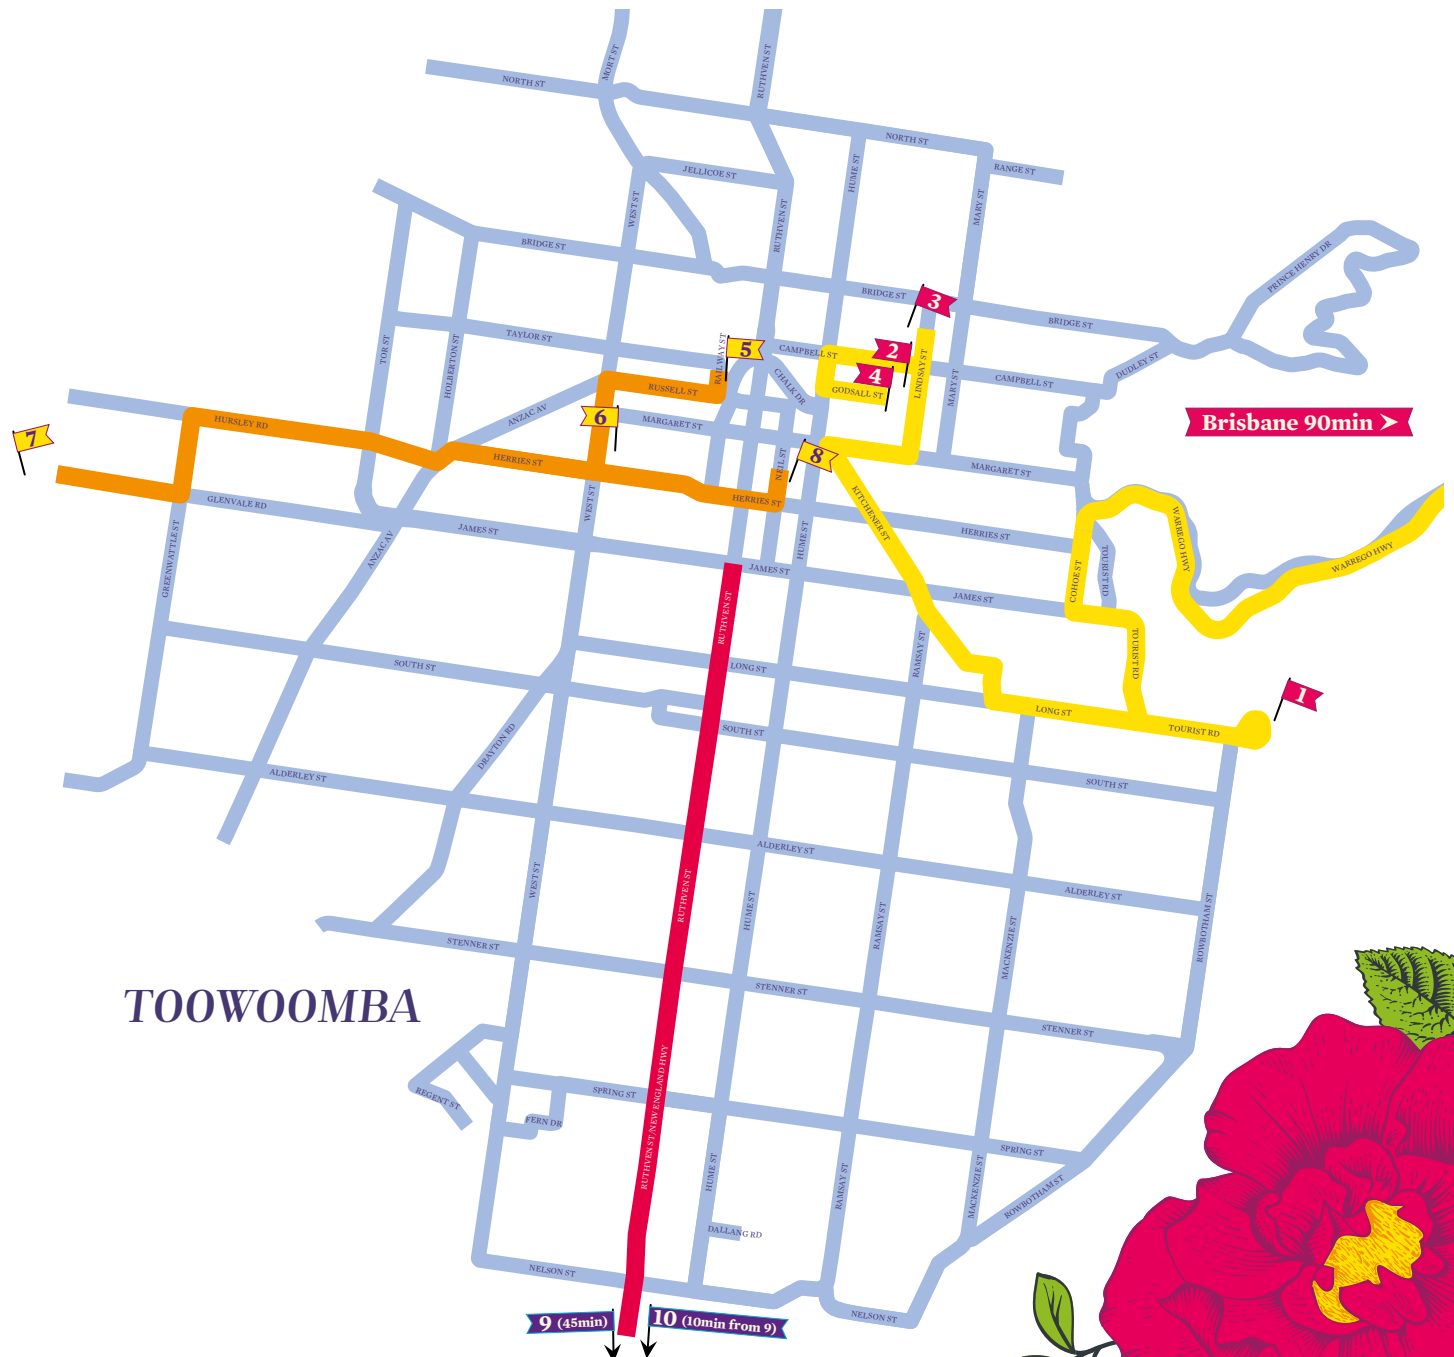 MORT ST
RUTHVEN ST
NORTH ST
NORTH ST
RANGE ST
JELLICOE ST
HUME ST
MARY ST
WEST ST
RUTHVEN ST
BRIDGE ST
PRINCE HENRY DR
BRIDGE ST
3
BRIDGE ST
TAYLOR ST
TOR ST
HOLBERTON ST
RAILWAY ST
5
CAMPBELL ST
2
LINDSAY ST
DUDLEY ST
4
CAMPBELL ST
MARY ST
RUSSELL ST
CHALK DR
GODSALL ST
ANZAC AV
6
MARGARET ST
HURSLEY RD
Brisbane 90min ➤
7
HERRIES ST
NEIL ST
8
MARGARET ST
GLENVALE RD
WEST ST
HERRIES ST
KITCHENER ST
HERRIES ST
WARREGO HWY
WARREGO HWY
JAMES ST
ANZAC AV
HUME ST
GREENWATTLE ST
JAMES ST
JAMES ST
COHOE ST
TOURIST RD
RUTHVEN ST
RAMSAY ST
TOURIST RD
SOUTH ST
LONG ST
LONG ST
1
TOURIST RD
DRAYTON RD
SOUTH ST
ALDERLEY ST
SOUTH ST
ALDERLEY ST
WEST ST
RUTHVEN ST
HUME ST
RAMSAY ST
ALDERLEY ST
MACKENZIE ST
ROWBOTHAM ST
STENNER ST
STENNER ST
TOOWOOMBA
STENNER ST
REGENT ST
SPRING ST
FERN DR
RUTHVEN ST/NEW ENGLAND HWY
HUME ST
RAMSAY ST
SPRING ST
MACKENZIE ST
ROWBOTHAM ST
DALLANG RD
NELSON ST
NELSON ST
9 (45min)
10 (10min from 9)